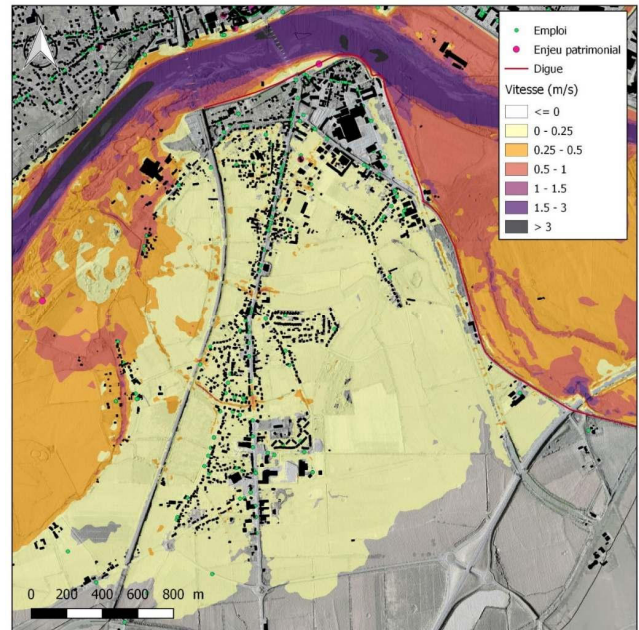 Emploi
Enjeu patrimonial
Digue
Vitesse (m/s)
<= 0
0 - 0.25
0.25 - 0.5
0.5 - 1
1 - 1.5
1.5 - 3
> 3
0 200 400 600 800 m